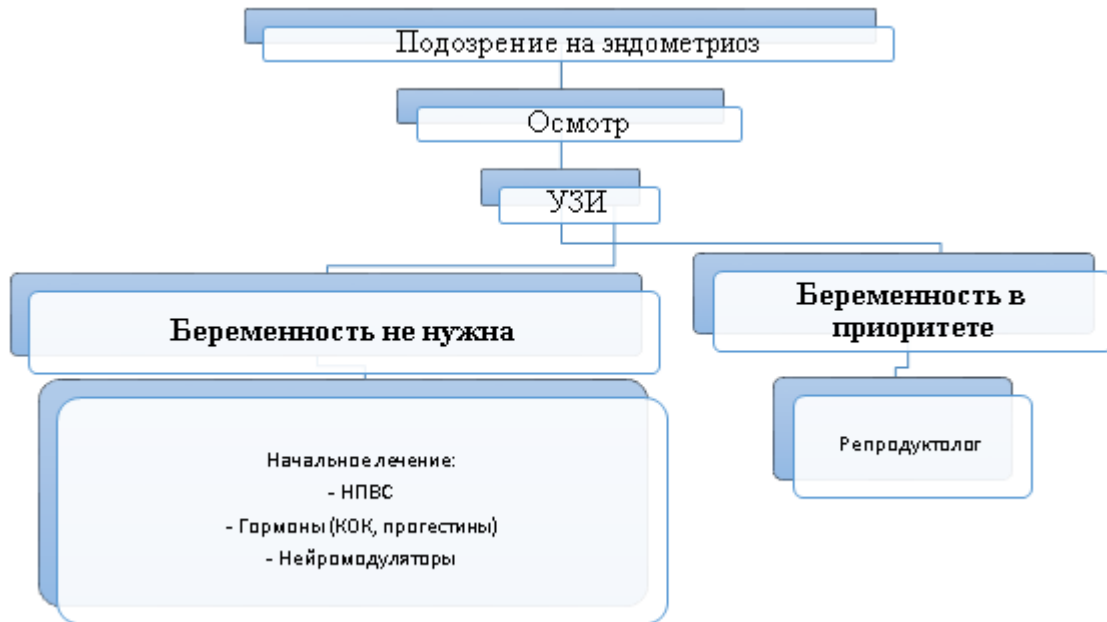 Подозрение на эндометриоз
Осмотр
УЗИ
Беременность не нужна
Беременность в
приоритете
Начальное лечение:
- НПВС
- Гормоны (КОК, прогестины)
- Нейромодуляторы
Репродуктолог